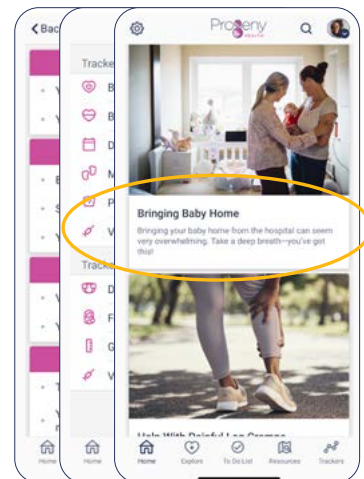 Bac
Tracke
Progeny
HEALTH
B
B
D
M
P
V
Bringing Baby Home
Bringing your baby home from the hospital can seem
very overwhelming. Take a deep breath—you've got
this!
Tracke
D
F
G
V
Help With Painful Leg Cramps
Home
Home
Home
Explore
To Do List
Resources
Trackers